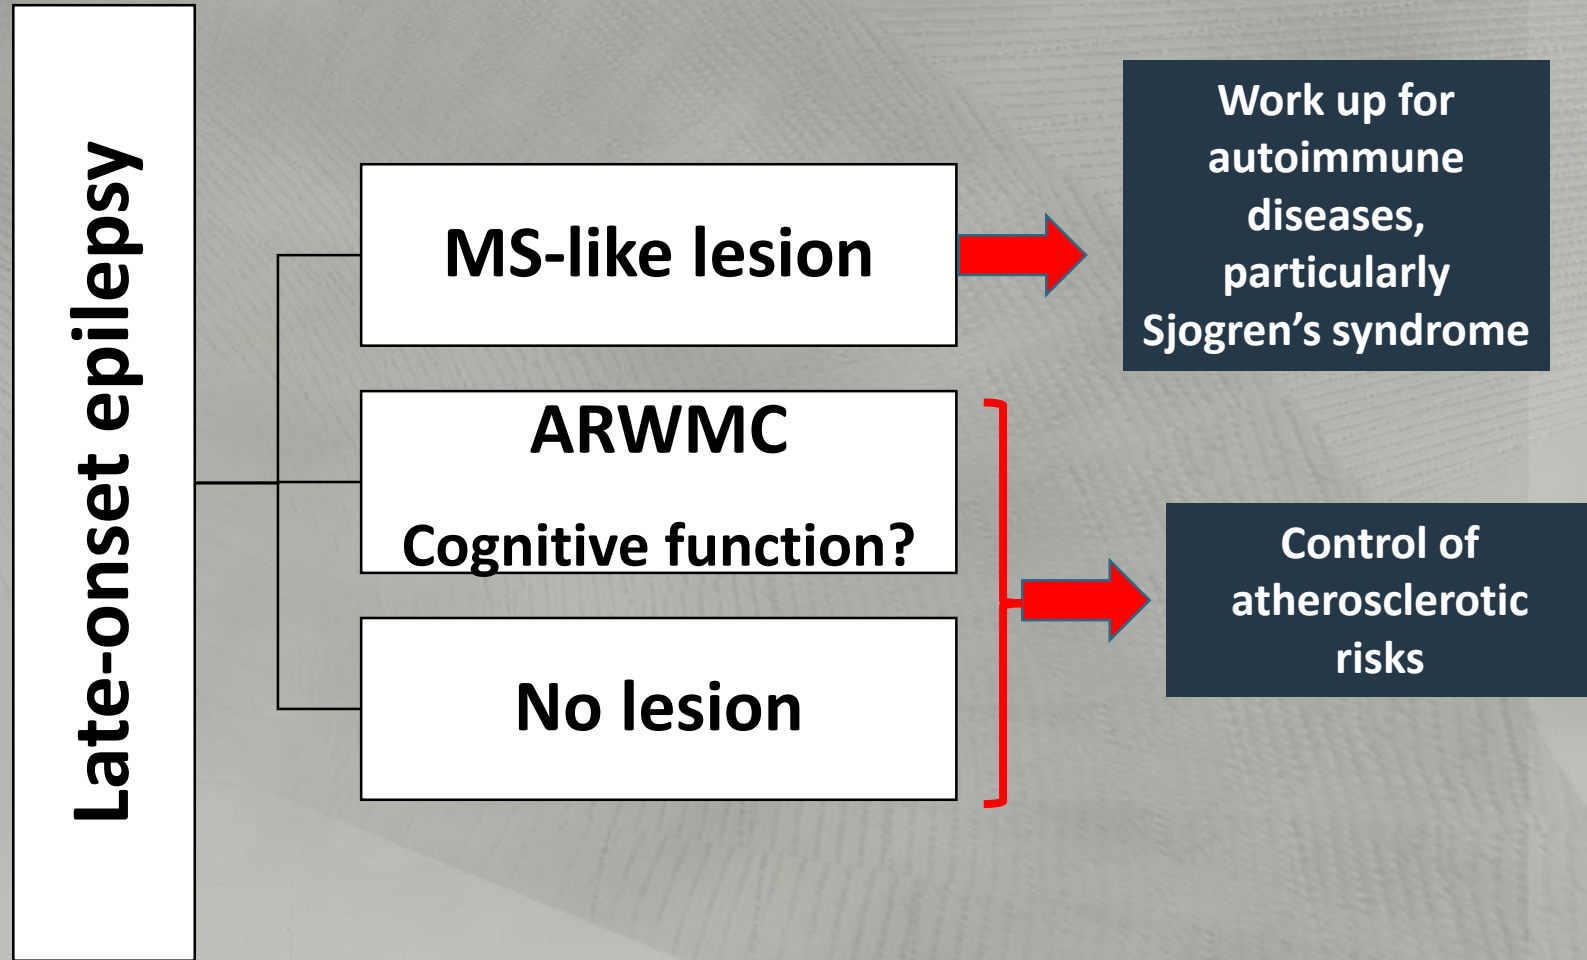 Late-onset epilepsy
MS-like lesion
Work up for
autoimmune
diseases,
particularly
Sjogren’s syndrome
ARWMC
Cognitive function?
No lesion
Control of
atherosclerotic
risks